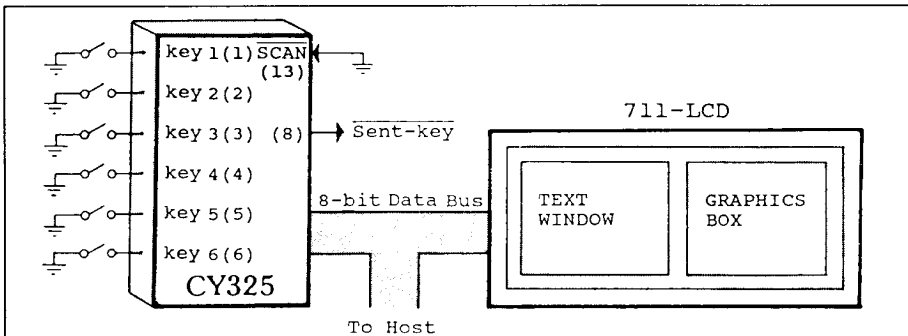 key 1(1) SCAN
(13)
key 2(2)
key 3(3) (8) Sent-key
key 4(4)
key 5(5)
key 6(6)
CY325
8-bit Data Bus
To Host
711-LCD
TEXT
WINDOW
GRAPHICS
BOX